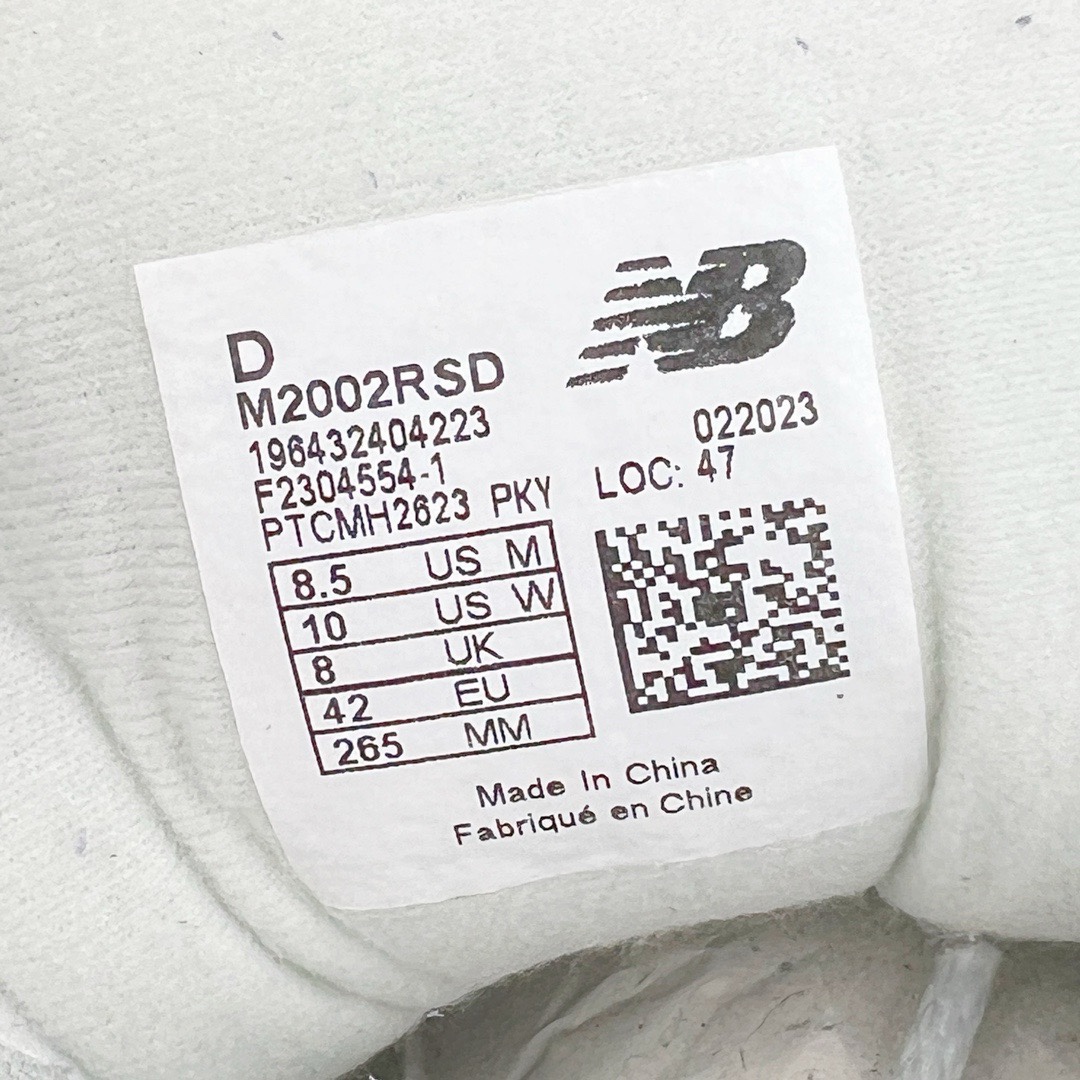 NB
D
M2002RSD
196432404223
022023
F2304554-1
LOC: 47
PTCMH2623 PKY
8.5 US M
10 US W
8 UK
42 EU
265 MM
Made In China
Fabriqué en Chine